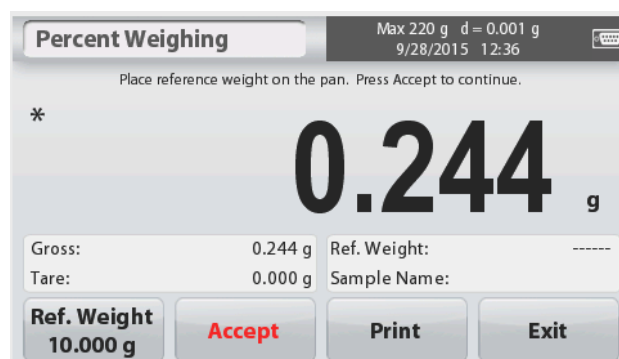 Percent Weighing
Max 220 g d = 0.001 g
9/28/2015 12:36
Place reference weight on the pan. Press Accept to continue.
*
0.244 g
Gross: 0.244 g
Tare: 0.000 g
Ref. Weight: ------
Sample Name:
Ref. Weight
10.000 g
Accept
Print
Exit